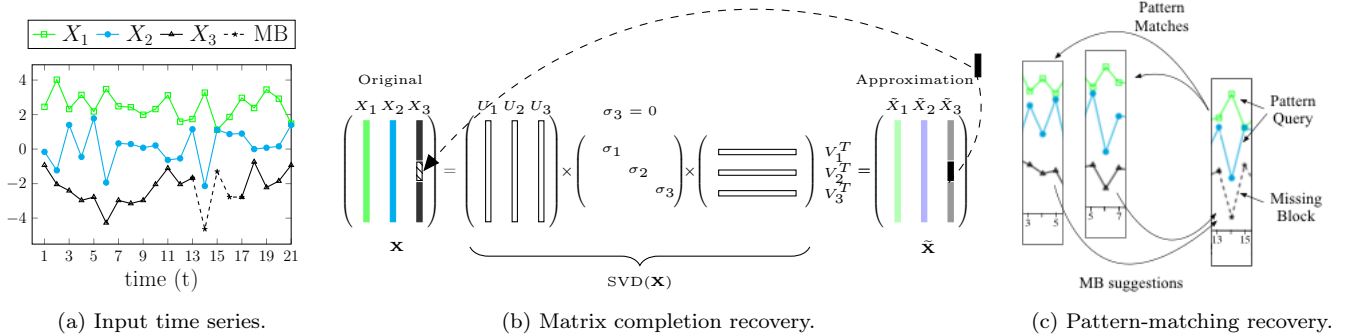 X₁ X₂ X₃ MB
4
2
0
−2
−4
1 3 5 7 9 11 13 15 17 19 21
time (t)
(a) Input time series.
Original
X₁ X₂ X₃
X
=
U₁ U₂ U₃
×
σ₃ = 0
σ₁
σ₂
σ₃
×
V₁ᵀ
V₂ᵀ
V₃ᵀ
SVD(X)
=
Approximation
X̃₁ X̃₂ X̃₃
X̃
(b) Matrix completion recovery.
Pattern
Matches
3 5
5 7
13 15
Pattern
Query
Missing
Block
MB suggestions
(c) Pattern-matching recovery.